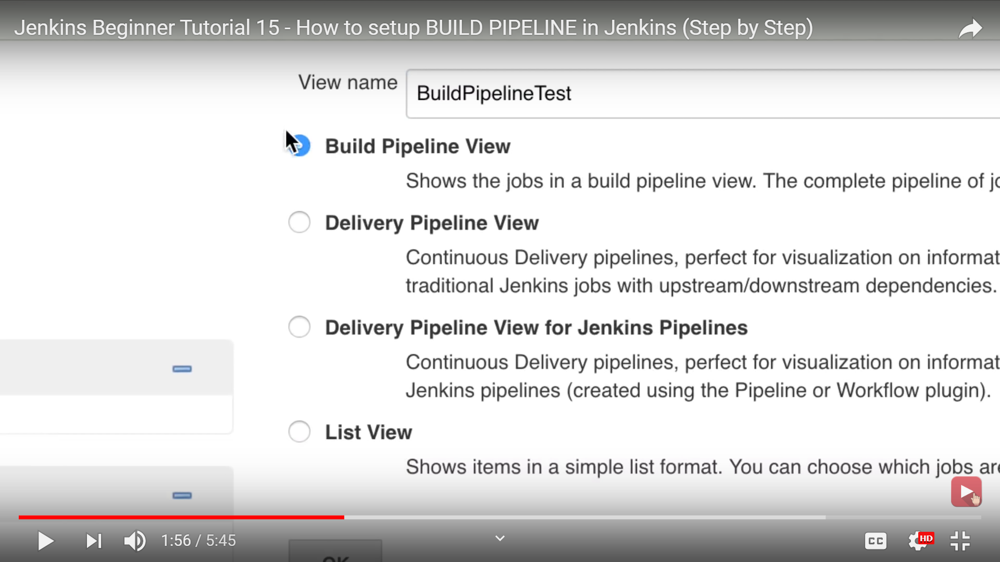 Jenkins Beginner Tutorial 15 - How to setup BUILD PIPELINE in Jenkins (Step by Step)
View name
BuildPipelineTest
Build Pipeline View
Shows the jobs in a build pipeline view. The complete pipeline of
Delivery Pipeline View
Continuous Delivery pipelines, perfect for visualization on
traditional Jenkins jobs with upstream/downstream dependencies.
Delivery Pipeline View for Jenkins Pipelines
Continuous Delivery pipelines, perfect for visualization on
Jenkins pipelines (created using the Pipeline or Workflow plugin).
List View
Shows items in a simple list format. You can choose which jobs
1:56 / 5:45
CC
HD
OK